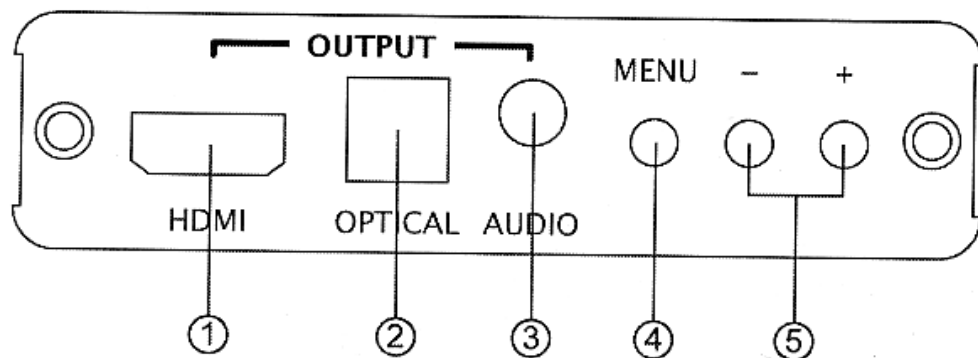 OUTPUT
MENU - +
HDMI OPTICAL AUDIO
① ② ③ ④ ⑤